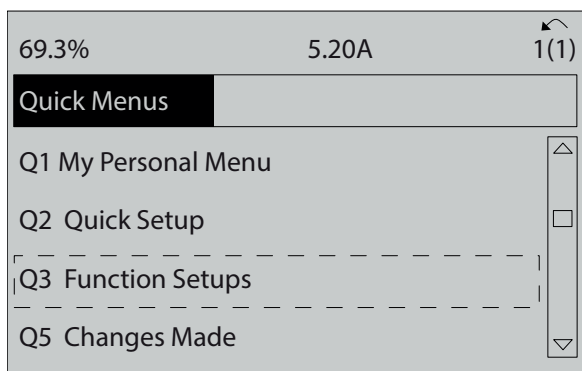 69.3% 5.20A 1(1)
Quick Menus
Q1 My Personal Menu
Q2 Quick Setup
Q3 Function Setups
Q5 Changes Made